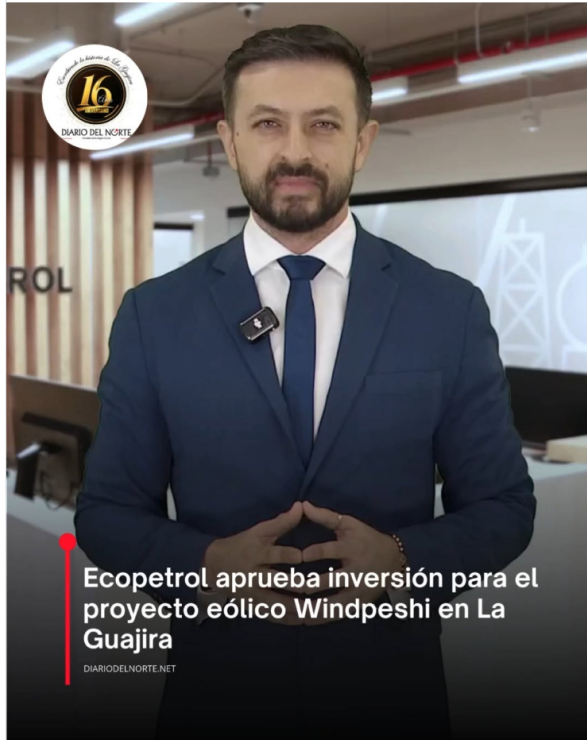 16
DIARIO DEL NORTE
ROL
Ecopetrol aprueba inversión para el
proyecto eólico Windpeshi en La
Guajira
DIARIODELNORTE.NET